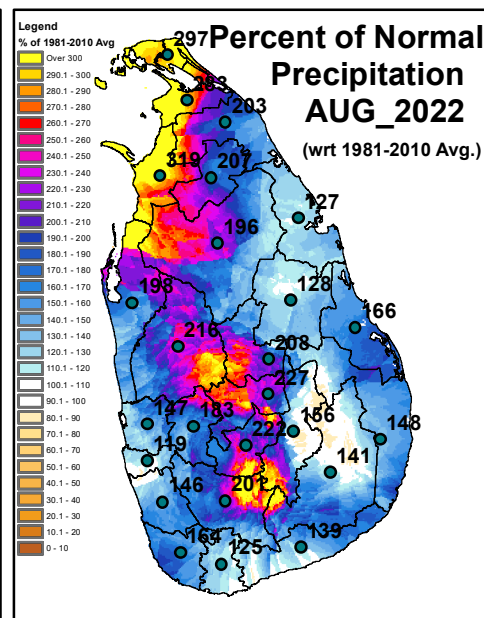 Percent of Normal
Precipitation
AUG_2022
(wrt 1981-2010 Avg.)
Legend
% of 1981-2010 Avg
Over 300
290.1 - 300
280.1 - 290
270.1 - 280
260.1 - 270
250.1 - 260
240.1 - 250
230.1 - 240
220.1 - 230
210.1 - 220
200.1 - 210
190.1 - 200
180.1 - 190
170.1 - 180
160.1 - 170
150.1 - 160
140.1 - 150
130.1 - 140
120.1 - 130
110.1 - 120
100.1 - 110
90.1 - 100
80.1 - 90
70.1 - 80
60.1 - 70
50.1 - 60
40.1 - 50
30.1 - 40
20.1 - 30
10.1 - 20
0 - 10
297
203
319
207
127
196
198
128
166
216
208
227
147
183
156
148
222
119
141
146
201
164
125
139